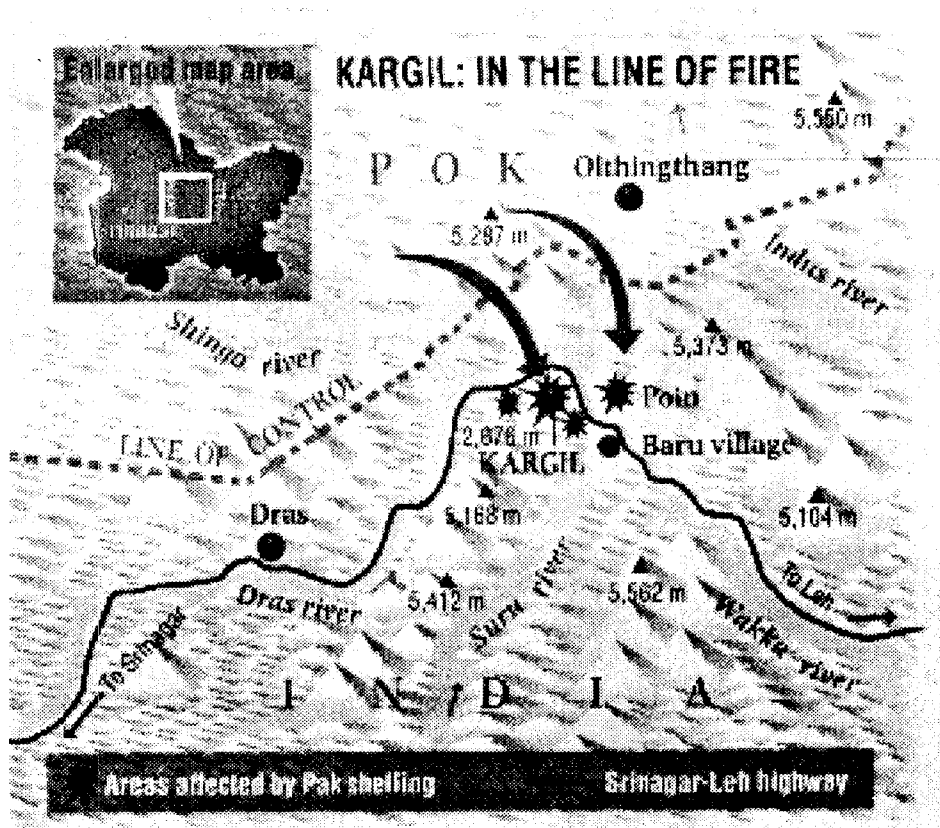 Enlarged map area
KARGIL: IN THE LINE OF FIRE
5,550 m
P O K
Olthingthang
5,287 m
Indus river
Shingo river
5,373 m
LINE OF CONTROL
Poin
2,676 m
KARGIL
Baru village
5,168 m
5,104 m
Dras
Dras river
5,412 m
Suru river
5,562 m
To Leh
Wakka river
To Srinagar
I N D I A
Areas affected by Pak shelling
Srinagar-Leh highway